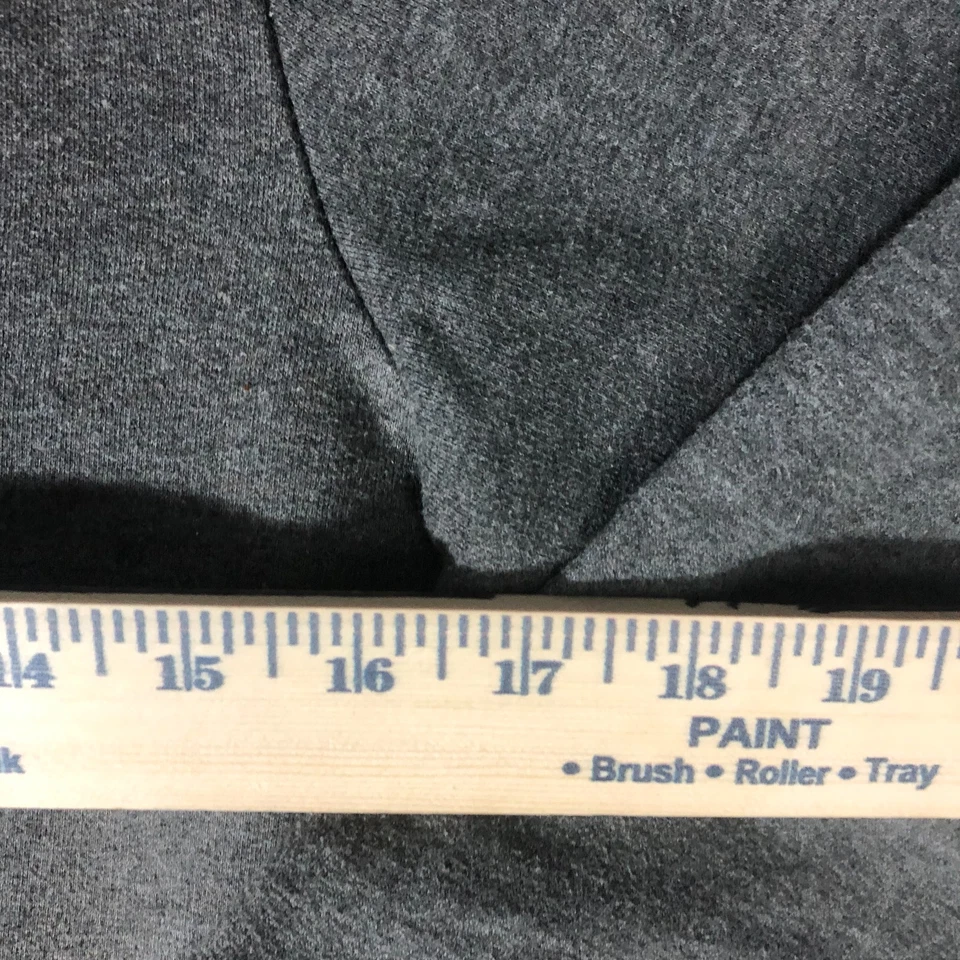 14 15 16 17 18 19
PAINT
k • Brush • Roller • Tray